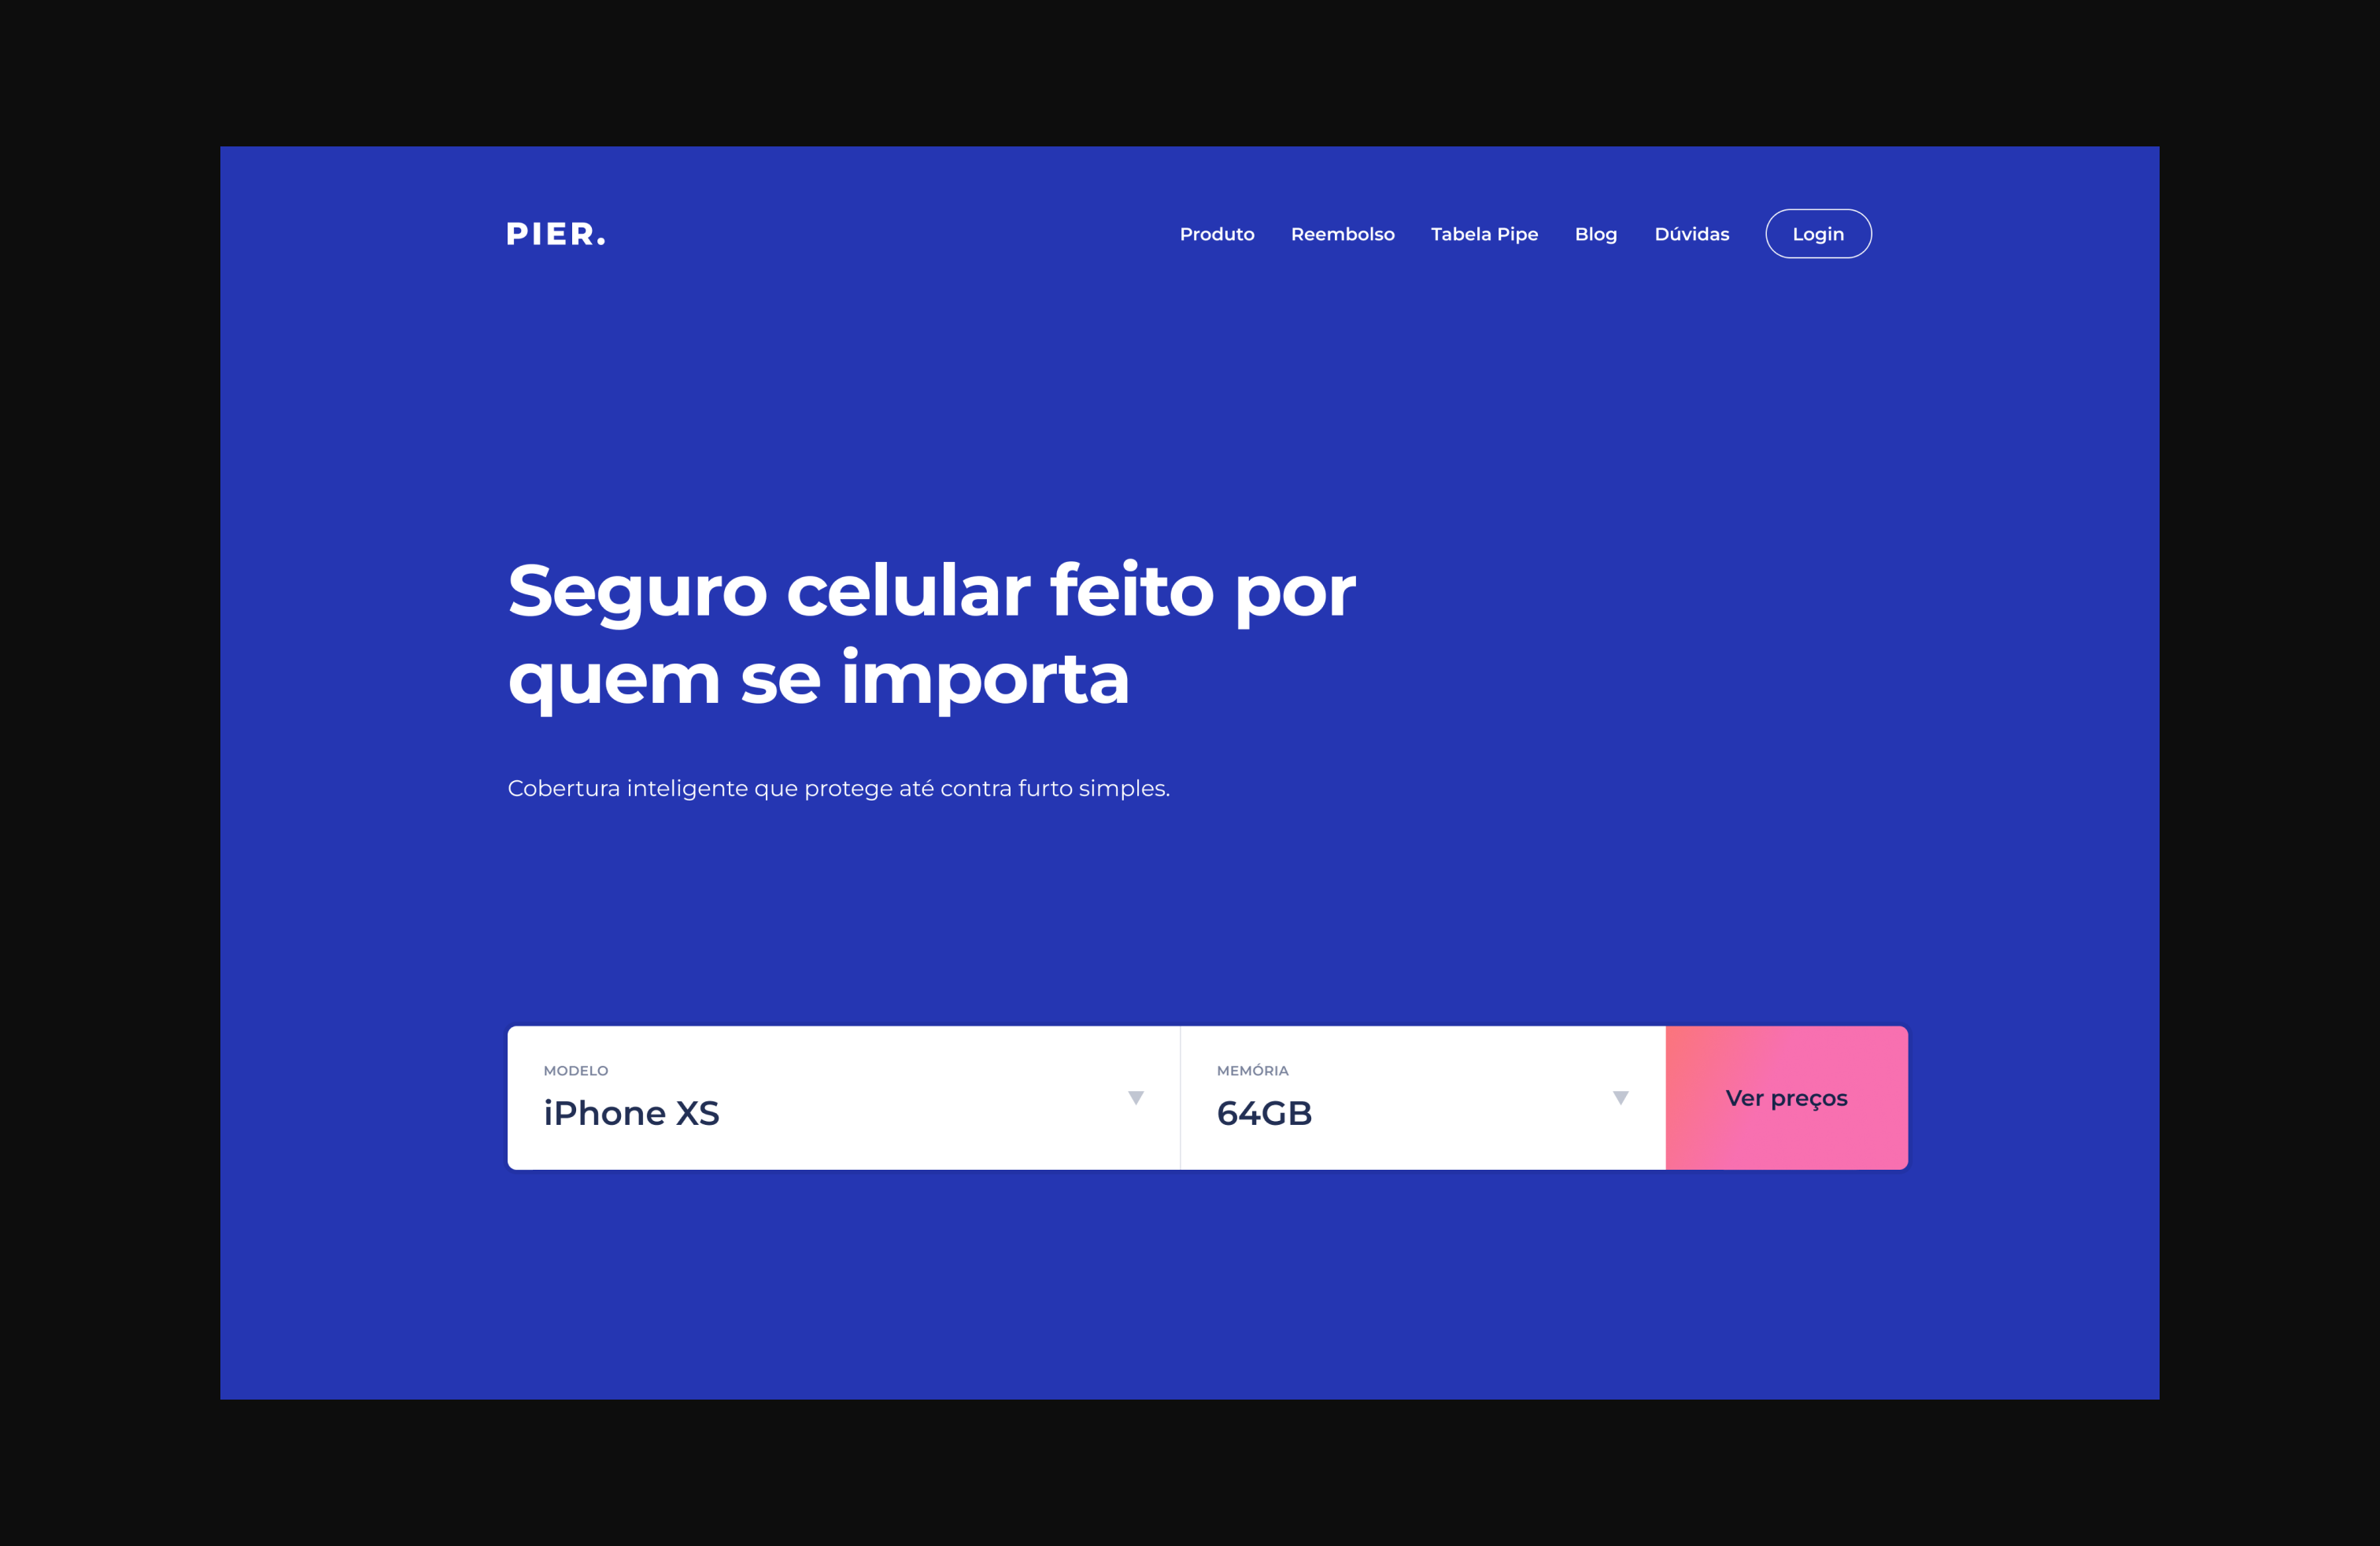 PIER.
Produto Reembolso Tabela Pipe Blog Dúvidas Login
Seguro celular feito por
quem se importa
Cobertura inteligente que protege até contra furto simples.
MODELO
iPhone XS
MEMÓRIA
64GB
Ver preços